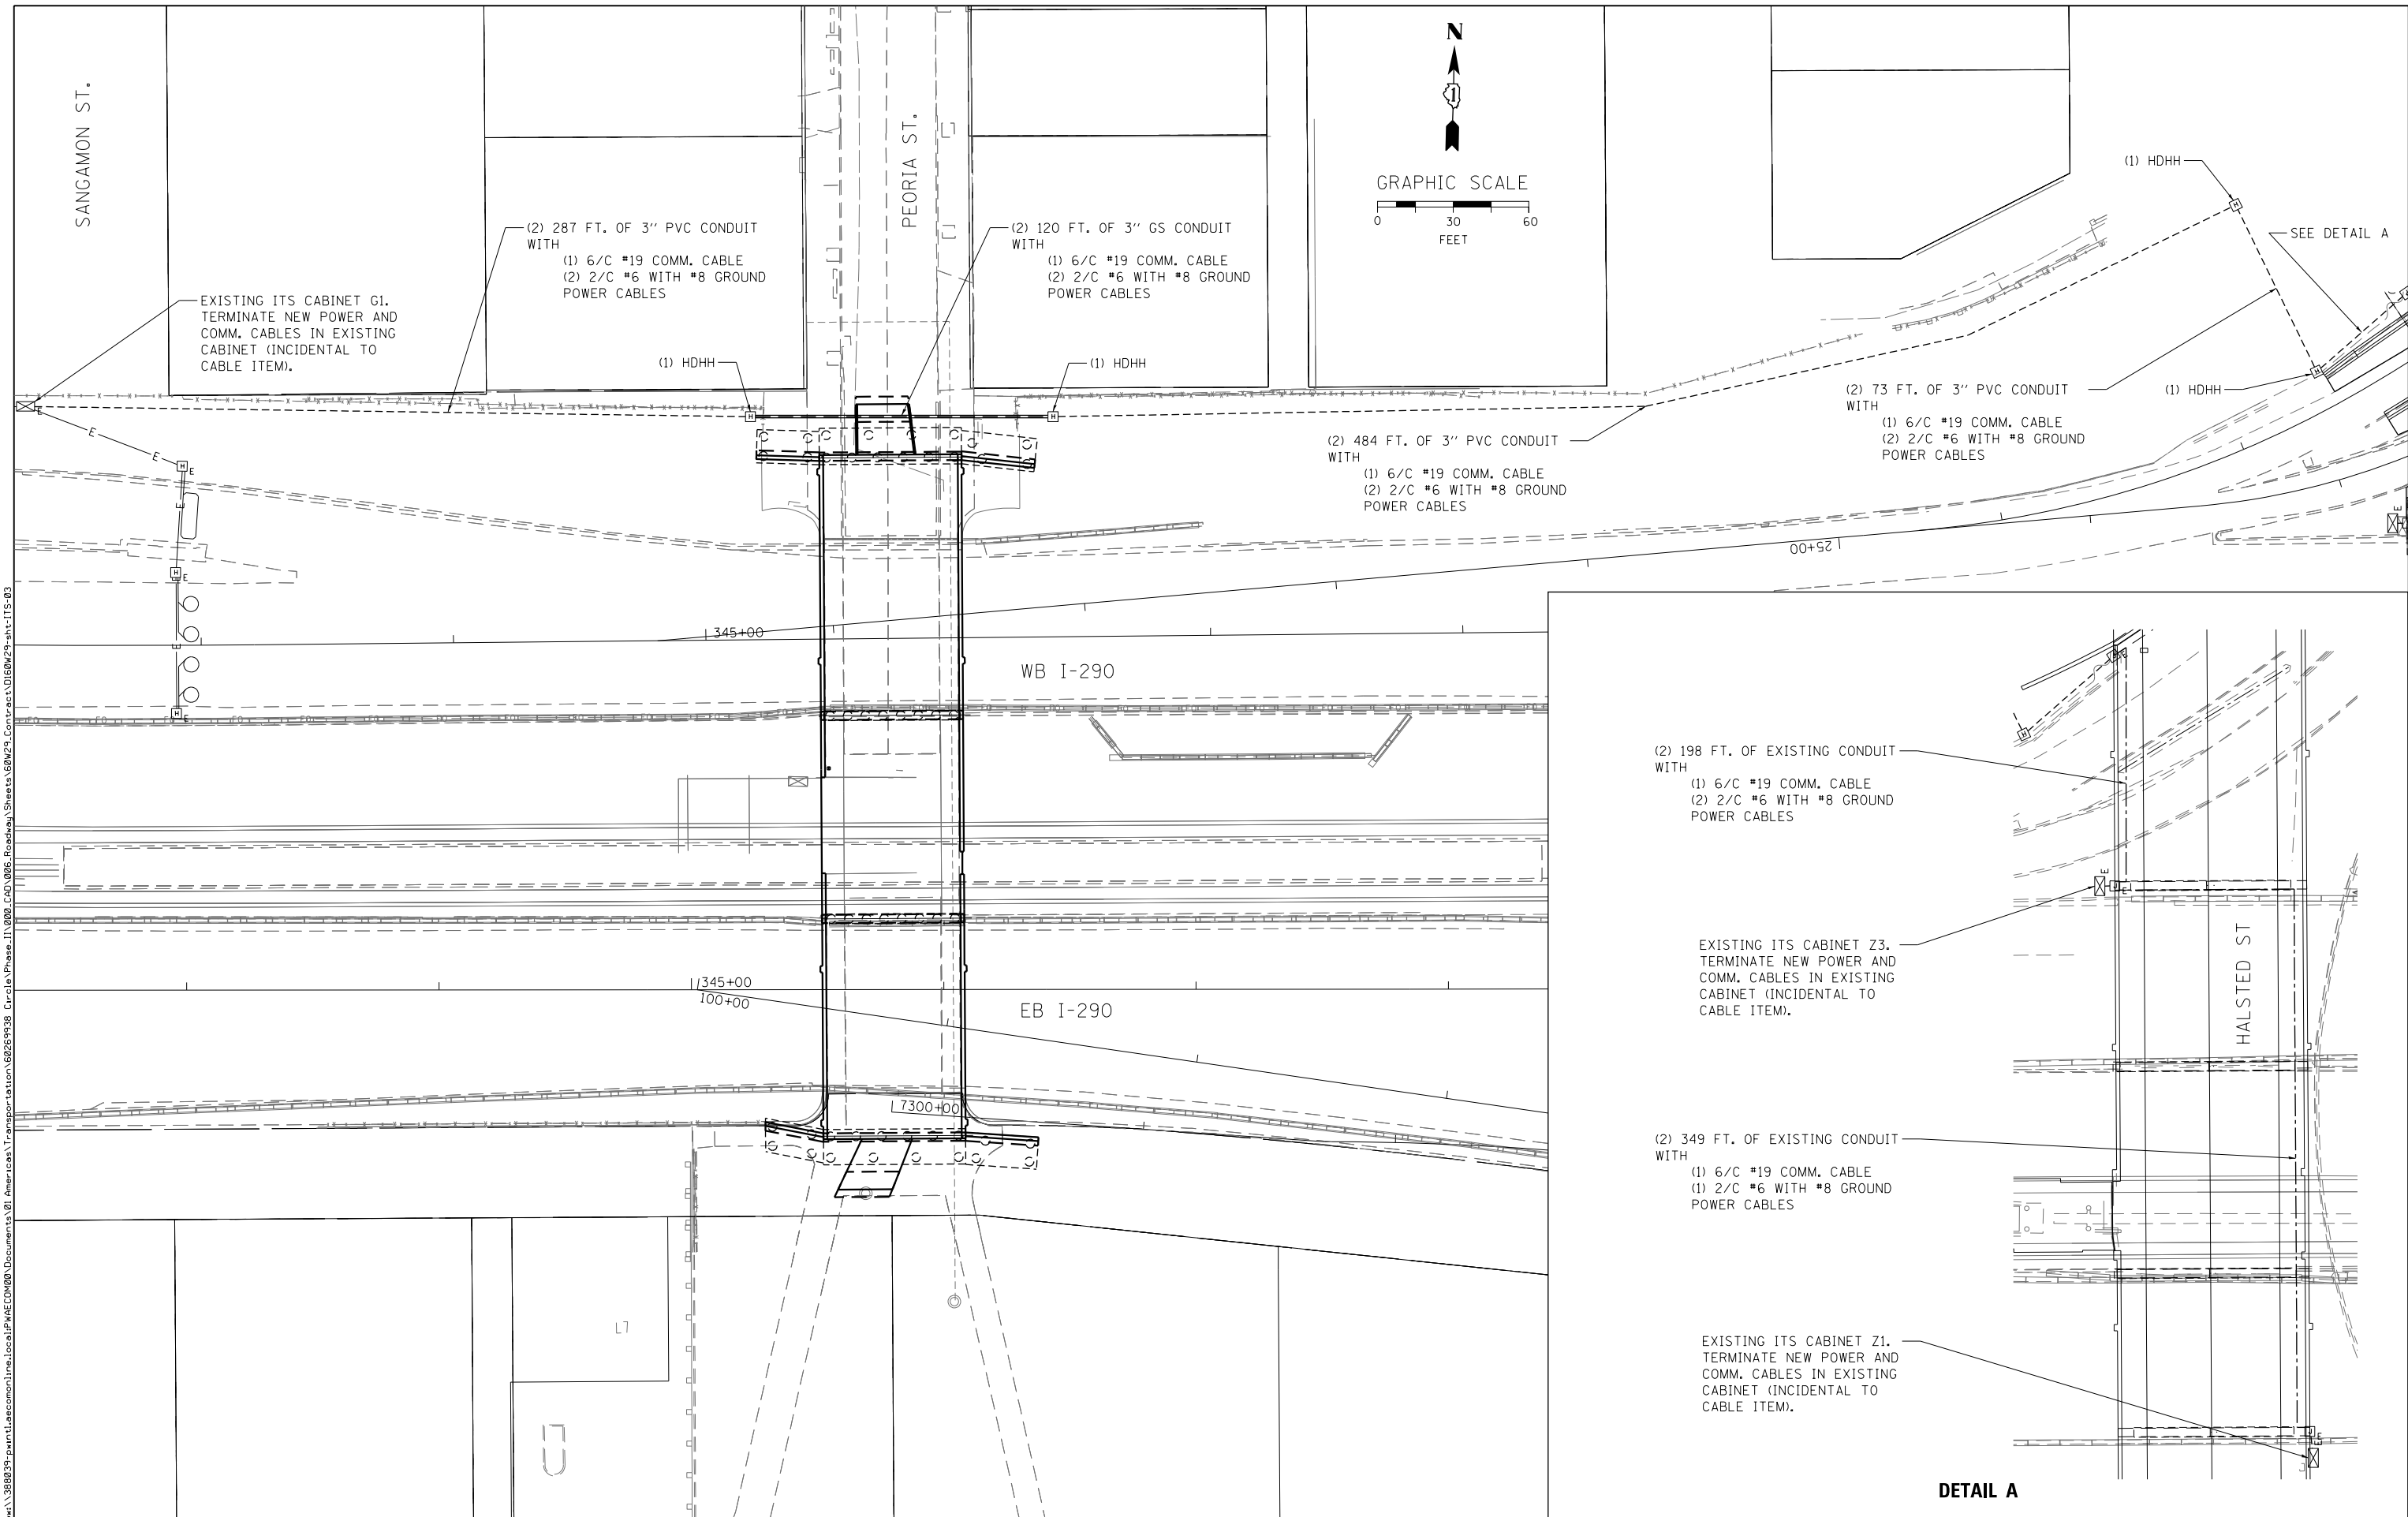 SANGAMON ST.
PEORIA ST.
N
1
GRAPHIC SCALE
0 30 60
FEET
(2) 287 FT. OF 3'' PVC CONDUIT
WITH
(1) 6/C #19 COMM. CABLE
(2) 2/C #6 WITH #8 GROUND
POWER CABLES
(2) 120 FT. OF 3'' GS CONDUIT
WITH
(1) 6/C #19 COMM. CABLE
(2) 2/C #6 WITH #8 GROUND
POWER CABLES
EXISTING ITS CABINET G1.
TERMINATE NEW POWER AND
COMM. CABLES IN EXISTING
CABINET (INCIDENTAL TO
CABLE ITEM).
(1) HDHH
(1) HDHH
(1) HDHH
SEE DETAIL A
(2) 73 FT. OF 3'' PVC CONDUIT
WITH
(1) 6/C #19 COMM. CABLE
(2) 2/C #6 WITH #8 GROUND
POWER CABLES
(1) HDHH
(2) 484 FT. OF 3'' PVC CONDUIT
WITH
(1) 6/C #19 COMM. CABLE
(2) 2/C #6 WITH #8 GROUND
POWER CABLES
25+00
345+00
WB I-290
345+00
100+00
EB I-290
7300+00
(2) 198 FT. OF EXISTING CONDUIT
WITH
(1) 6/C #19 COMM. CABLE
(2) 2/C #6 WITH #8 GROUND
POWER CABLES
EXISTING ITS CABINET Z3.
TERMINATE NEW POWER AND
COMM. CABLES IN EXISTING
CABINET (INCIDENTAL TO
CABLE ITEM).
HALSTED ST
(2) 349 FT. OF EXISTING CONDUIT
WITH
(1) 6/C #19 COMM. CABLE
(1) 2/C #6 WITH #8 GROUND
POWER CABLES
EXISTING ITS CABINET Z1.
TERMINATE NEW POWER AND
COMM. CABLES IN EXISTING
CABINET (INCIDENTAL TO
CABLE ITEM).
DETAIL A